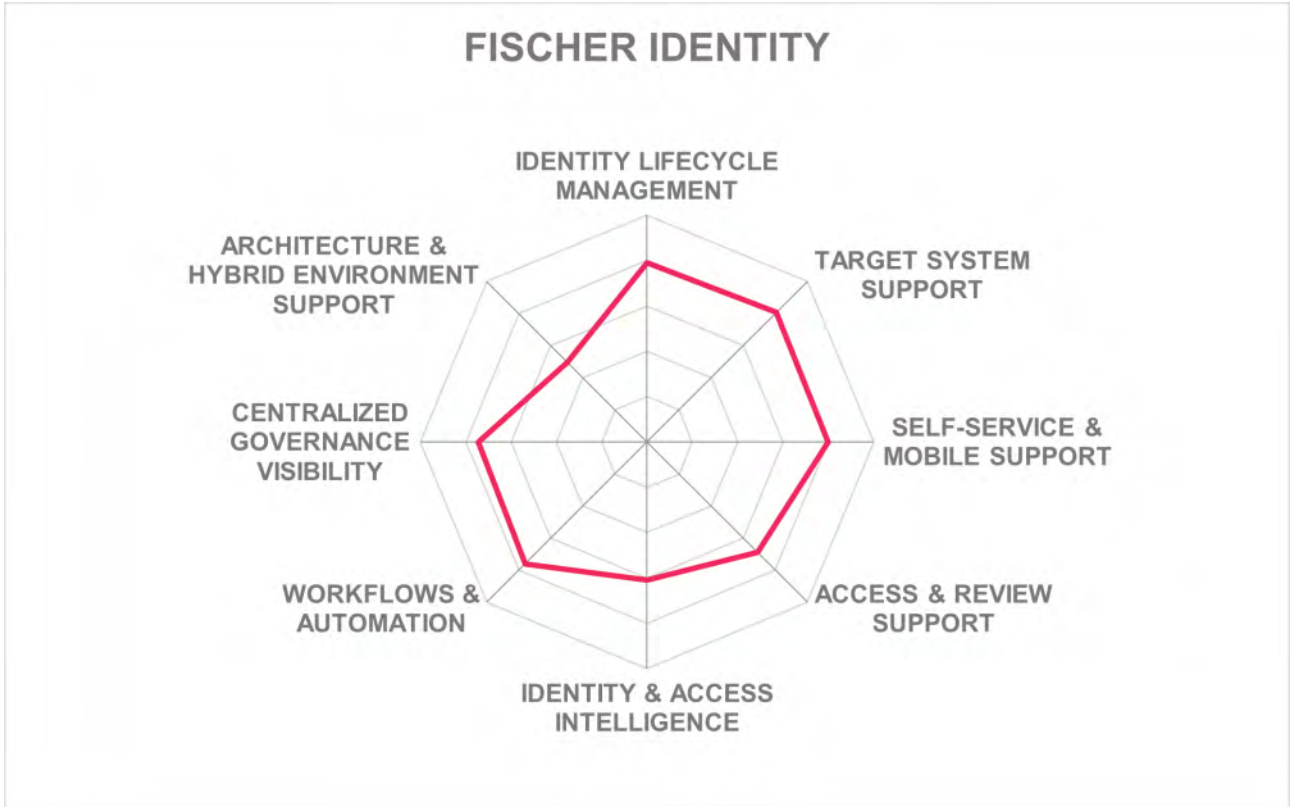 FISCHER IDENTITY
IDENTITY LIFECYCLE
MANAGEMENT
TARGET SYSTEM
SUPPORT
SELF-SERVICE &
MOBILE SUPPORT
ACCESS & REVIEW
SUPPORT
IDENTITY & ACCESS
INTELLIGENCE
WORKFLOWS &
AUTOMATION
CENTRALIZED
GOVERNANCE
VISIBILITY
ARCHITECTURE &
HYBRID ENVIRONMENT
SUPPORT